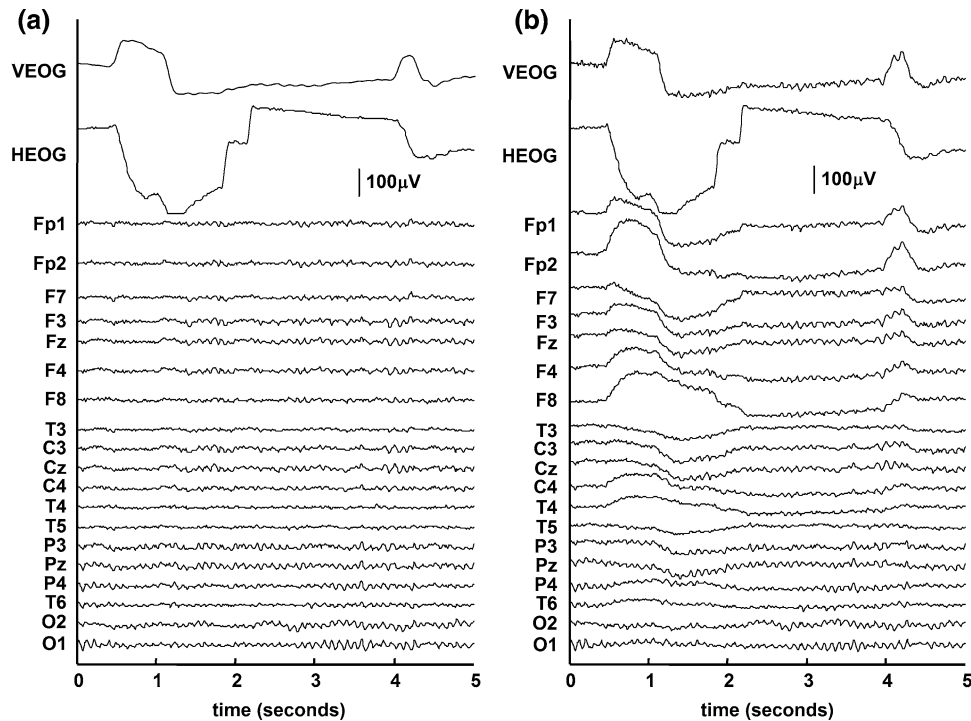 (a)
VEOG
HEOG
100μV
Fp1
Fp2
F7
F3
Fz
F4
F8
T3
C3
Cz
C4
T4
T5
P3
Pz
P4
T6
O2
O1
0 1 2 3 4 5
time (seconds)
(b)
VEOG
HEOG
100μV
Fp1
Fp2
F7
F3
Fz
F4
F8
T3
C3
Cz
C4
T4
T5
P3
Pz
P4
T6
O2
O1
0 1 2 3 4 5
time (seconds)